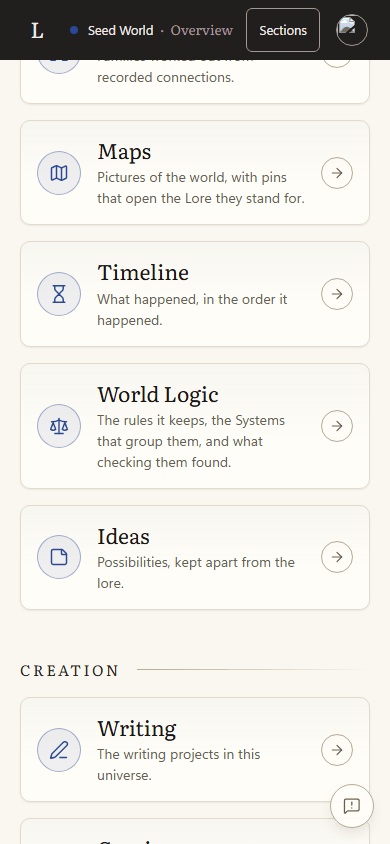 L
Seed World · Overview
Sections
recorded connections.
Maps
Pictures of the world, with pins
that open the Lore they stand for.
Timeline
What happened, in the order it
happened.
World Logic
The rules it keeps, the Systems
that group them, and what
checking them found.
Ideas
Possibilities, kept apart from the
lore.
CREATION
Writing
The writing projects in this
universe.